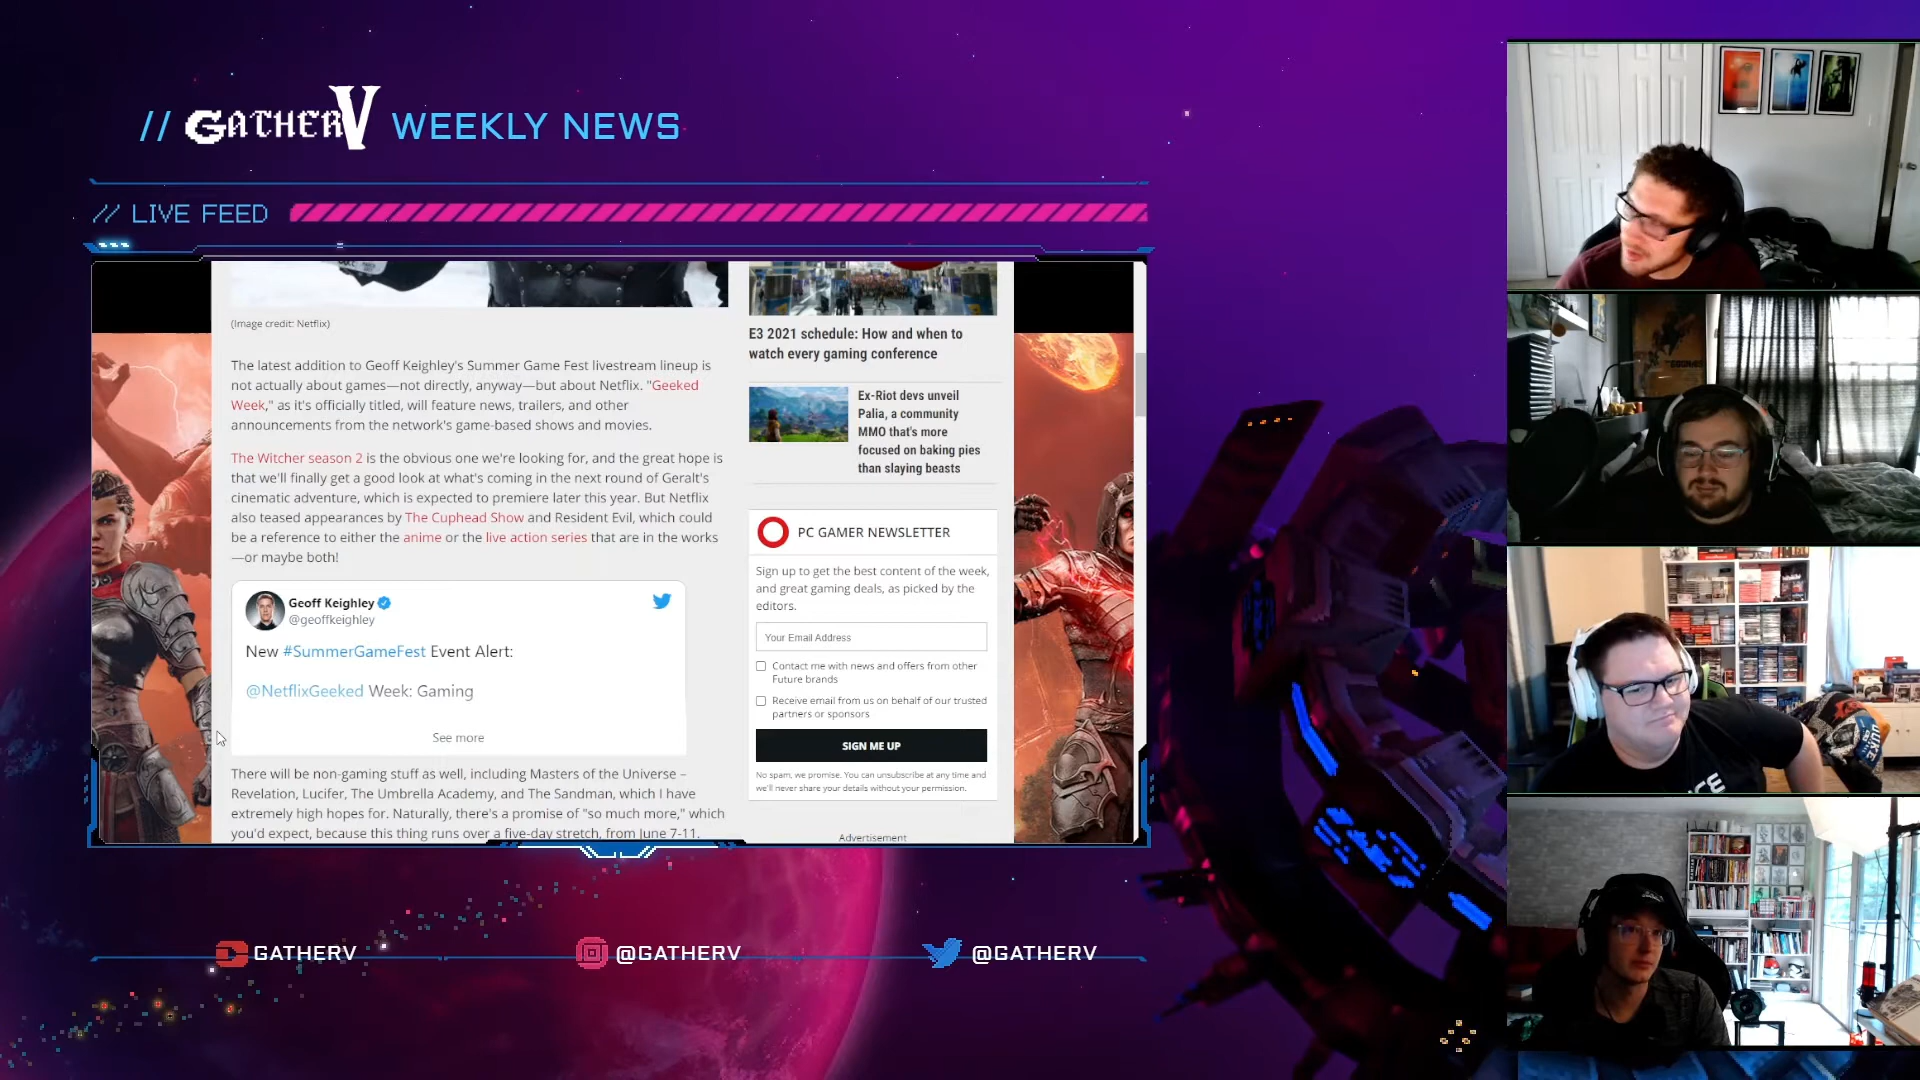 // GATHERV WEEKLY NEWS
// LIVE FEED
(Image credit: Netflix)
The latest addition to Geoff Keighley's Summer Game Fest livestream lineup is
not actually about games—not directly, anyway—but about Netflix. "Geeked
Week," as it's officially titled, will feature news, trailers, and other
announcements from the network's game-based shows and movies.
The Witcher season 2 is the obvious one we're looking for, and the great hope is
that we'll finally get a good look at what's coming in the next round of Geralt's
cinematic adventure, which is expected to premiere later this year. But Netflix
also teased appearances by The Cuphead Show and Resident Evil, which could
be a reference to either the anime or the live action series that are in the works
—or maybe both!
Geoff Keighley
@geoffkeighley
New #SummerGameFest Event Alert:
@NetflixGeeked Week: Gaming
See more
There will be non-gaming stuff as well, including Masters of the Universe –
Revelation, Lucifer, The Umbrella Academy, and The Sandman, which I have
extremely high hopes for. Naturally, there's a promise of "so much more," which
you'd expect, because this thing runs over a five-day stretch, from June 7-11.
E3 2021 schedule: How and when to
watch every gaming conference
Ex-Riot devs unveil
Palia, a community
MMO that's more
focused on baking pies
than slaying beasts
PC GAMER NEWSLETTER
Sign up to get the best content of the week,
and great gaming deals, as picked by the
editors.
Your Email Address
Contact me with news and offers from other
Future brands
Receive email from us on behalf of our trusted
partners or sponsors
SIGN ME UP
No spam, we promise. You can unsubscribe at any time and
we'll never share your details without your permission.
Advertisement
GATHERV
@GATHERV
@GATHERV